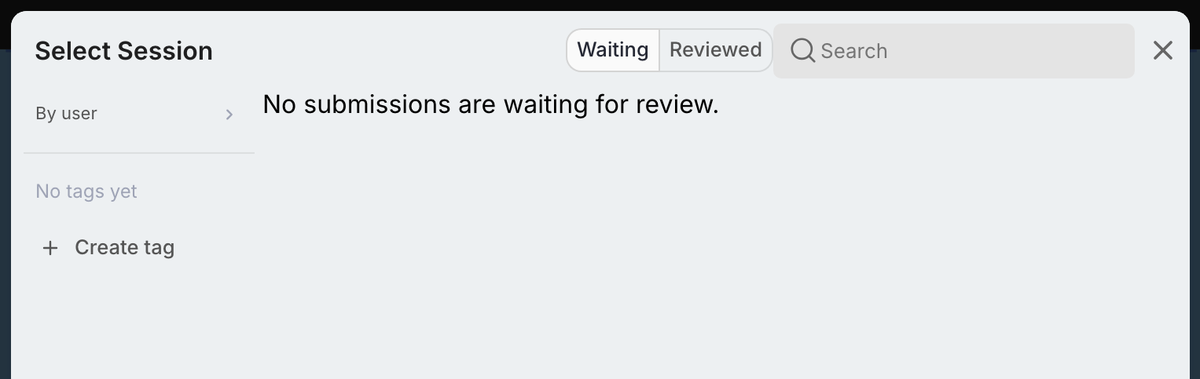 Select Session
Waiting
Reviewed
Search
By user
No submissions are waiting for review.
No tags yet
Create tag